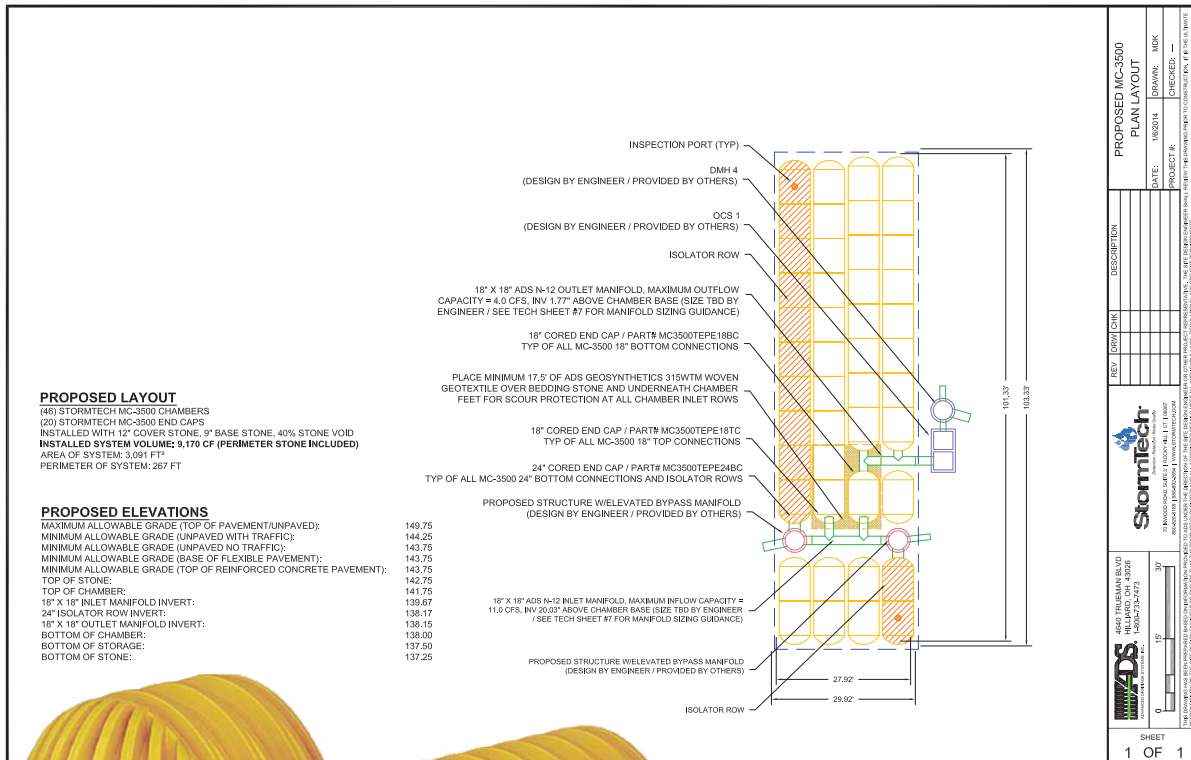 INSPECTION PORT (TYP)
DMH 4
(DESIGN BY ENGINEER / PROVIDED BY OTHERS)
OCS 1
(DESIGN BY ENGINEER / PROVIDED BY OTHERS)
ISOLATOR ROW
18" X 18" ADS N-12 OUTLET MANIFOLD, MAXIMUM OUTFLOW
CAPACITY = 4.0 CFS, INV 1.77" ABOVE CHAMBER BASE (SIZE TBD BY
ENGINEER / SEE TECH SHEET #7 FOR MANIFOLD SIZING GUIDANCE)
18" CORED END CAP / PART# MC3500TEPE18BC
TYP OF ALL MC-3500 18" BOTTOM CONNECTIONS
PLACE MINIMUM 17.5' OF ADS GEOSYNTHETICS 315WTM WOVEN
GEOTEXTILE OVER BEDDING STONE AND UNDERNEATH CHAMBER
FEET FOR SCOUR PROTECTION AT ALL CHAMBER INLET ROWS
18" CORED END CAP / PART# MC3500TEPE18TC
TYP OF ALL MC-3500 18" TOP CONNECTIONS
24" CORED END CAP / PART# MC3500TEPE24BC
TYP OF ALL MC-3500 24" BOTTOM CONNECTIONS AND ISOLATOR ROWS
PROPOSED STRUCTURE W/ELEVATED BYPASS MANIFOLD
(DESIGN BY ENGINEER / PROVIDED BY OTHERS)
18" X 18" ADS N-12 INLET MANIFOLD, MAXIMUM INFLOW CAPACITY =
11.0 CFS, INV 20.03" ABOVE CHAMBER BASE (SIZE TBD BY ENGINEER
/ SEE TECH SHEET #7 FOR MANIFOLD SIZING GUIDANCE)
PROPOSED STRUCTURE W/ELEVATED BYPASS MANIFOLD
(DESIGN BY ENGINEER / PROVIDED BY OTHERS)
ISOLATOR ROW
101.33'
103.33'
27.92'
29.92'
PROPOSED LAYOUT
(46) STORMTECH MC-3500 CHAMBERS
(20) STORMTECH MC-3500 END CAPS
INSTALLED WITH 12" COVER STONE, 9" BASE STONE, 40% STONE VOID
INSTALLED SYSTEM VOLUME: 9,170 CF (PERIMETER STONE INCLUDED)
AREA OF SYSTEM: 3,091 FT²
PERIMETER OF SYSTEM: 267 FT
PROPOSED ELEVATIONS
MAXIMUM ALLOWABLE GRADE (TOP OF PAVEMENT/UNPAVED): 149.75
MINIMUM ALLOWABLE GRADE (UNPAVED WITH TRAFFIC): 144.25
MINIMUM ALLOWABLE GRADE (UNPAVED NO TRAFFIC): 143.75
MINIMUM ALLOWABLE GRADE (BASE OF FLEXIBLE PAVEMENT): 143.75
MINIMUM ALLOWABLE GRADE (TOP OF REINFORCED CONCRETE PAVEMENT): 143.75
TOP OF STONE: 142.75
TOP OF CHAMBER: 141.75
18" X 18" INLET MANIFOLD INVERT: 139.67
24" ISOLATOR ROW INVERT: 138.17
18" X 18" OUTLET MANIFOLD INVERT: 138.15
BOTTOM OF CHAMBER: 138.00
BOTTOM OF STORAGE: 137.50
BOTTOM OF STONE: 137.25
PROPOSED MC-3500
PLAN LAYOUT
DATE: 1/6/2014
DRAWN: MDK
PROJECT #:
CHECKED: —
REV DRW CHK DESCRIPTION
StormTech
ADS
ADVANCED DRAINAGE SYSTEMS, INC.
4640 TRUEMAN BLVD
HILLIARD, OH 43026
1-800-733-7473
0 15' 30'
SHEET
1 OF 1